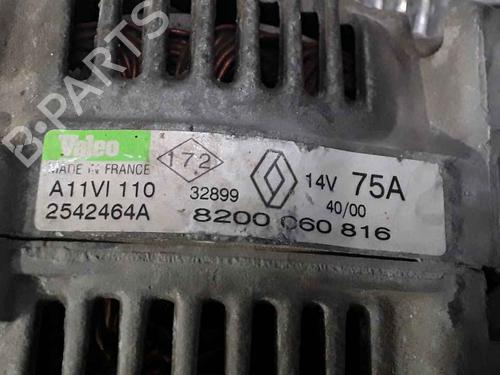 B-PARTS
Valeo
MADE IN FRANCE
172
A11VI 110
32899
14V 75A
40/00
2542464A
8200 060 816